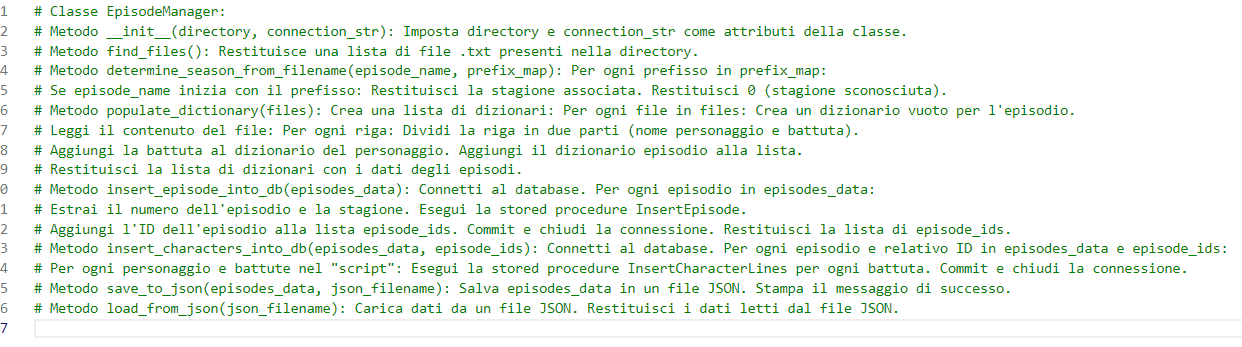 1 # Classe EpisodeManager:
2 # Metodo __init__(directory, connection_str): Imposta directory e connection_str come attributi della classe.
3 # Metodo find_files(): Restituisce una lista di file .txt presenti nella directory.
4 # Metodo determine_season_from_filename(episode_name, prefix_map): Per ogni prefisso in prefix_map:
5 # Se episode_name inizia con il prefisso: Restituisci la stagione associata. Restituisci 0 (stagione sconosciuta).
6 # Metodo populate_dictionary(files): Crea una lista di dizionari: Per ogni file in files: Crea un dizionario vuoto per l'episodio.
7 # Leggi il contenuto del file: Per ogni riga: Dividi la riga in due parti (nome personaggio e battuta).
8 # Aggiungi la battuta al dizionario del personaggio. Aggiungi il dizionario episodio alla lista.
9 # Restituisci la lista di dizionari con i dati degli episodi.
0 # Metodo insert_episode_into_db(episodes_data): Connetti al database. Per ogni episodio in episodes_data:
1 # Estrai il numero dell'episodio e la stagione. Esegui la stored procedure InsertEpisode.
2 # Aggiungi l'ID dell'episodio alla lista episode_ids. Commit e chiudi la connessione. Restituisci la lista di episode_ids.
3 # Metodo insert_characters_into_db(episodes_data, episode_ids): Connetti al database. Per ogni episodio e relativo ID in episodes_data e episode_ids:
4 # Per ogni personaggio e battute nel "script": Esegui la stored procedure InsertCharacterLines per ogni battuta. Commit e chiudi la connessione.
5 # Metodo save_to_json(episodes_data, json_filename): Salva episodes_data in un file JSON. Stampa il messaggio di successo.
6 # Metodo load_from_json(json_filename): Carica dati da un file JSON. Restituisci i dati letti dal file JSON.
7